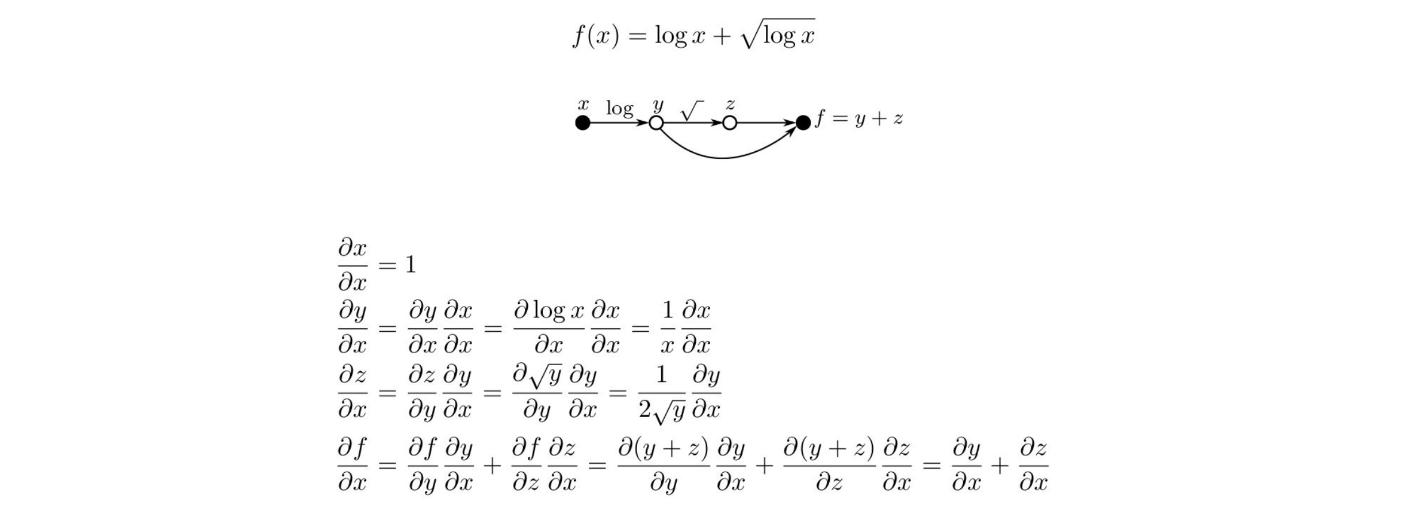 f(x) = log x + √(log x)
x log y √ z f = y + z
∂x/∂x = 1
∂y/∂x = ∂y/∂x ∂x/∂x = ∂ log x/∂x ∂x/∂x = 1/x ∂x/∂x
∂z/∂x = ∂z/∂y ∂y/∂x = ∂√y/∂y ∂y/∂x = 1/(2√y) ∂y/∂x
∂f/∂x = ∂f/∂y ∂y/∂x + ∂f/∂z ∂z/∂x = ∂(y + z)/∂y ∂y/∂x + ∂(y + z)/∂z ∂z/∂x = ∂y/∂x + ∂z/∂x